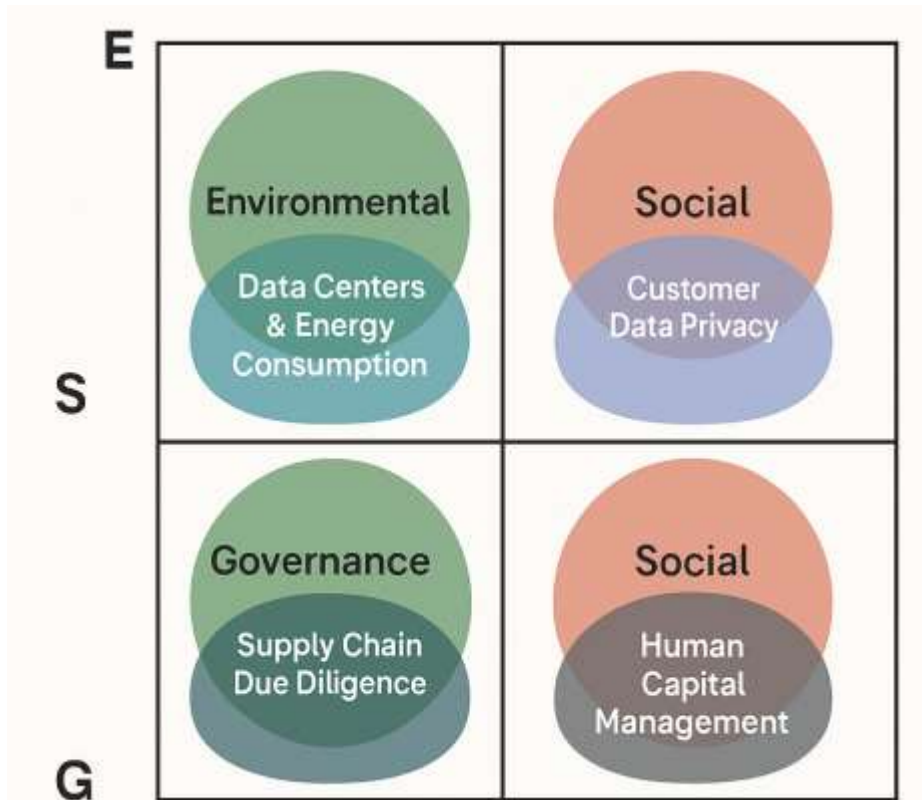 E
Environmental
Data Centers
& Energy
Consumption
Social
Customer
Data Privacy
S
Governance
Supply Chain
Due Diligence
Social
Human
Capital
Management
G